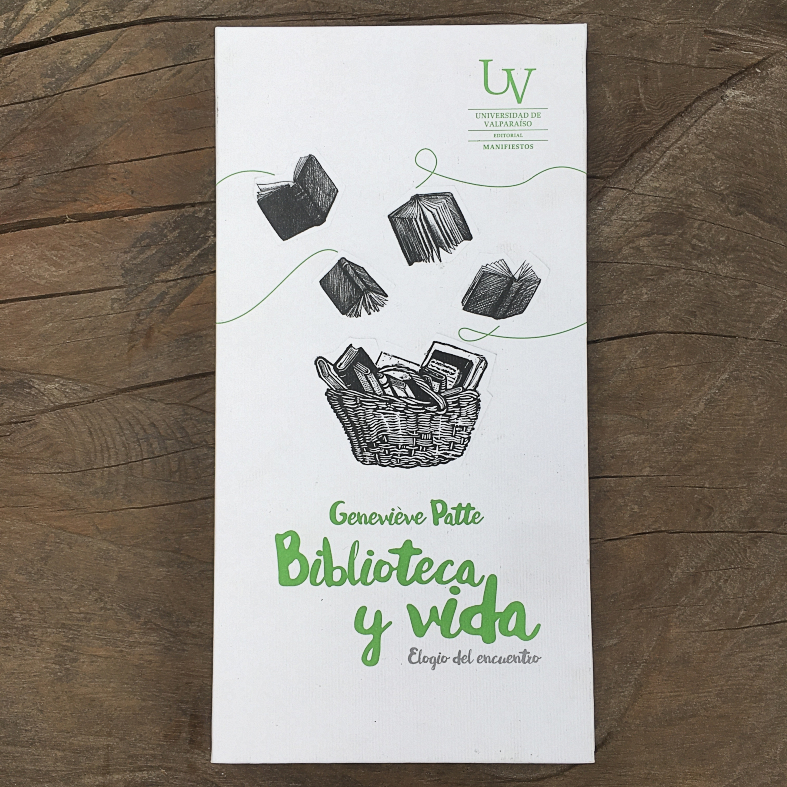 UV
UNIVERSIDAD DE
VALPARAÍSO
EDITORIAL
MANIFIESTOS
Geneviève Patte
Biblioteca
y vida
Elogio del encuentro